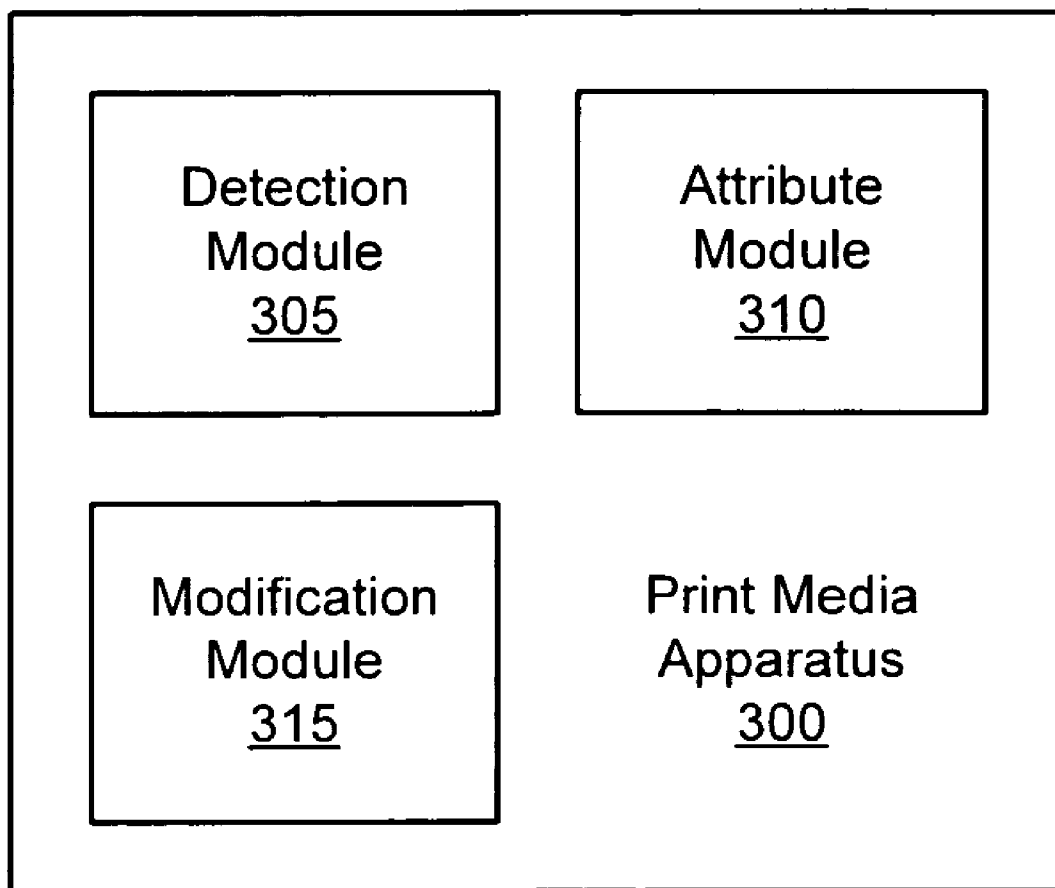 Detection
Module
305
Attribute
Module
310
Modification
Module
315
Print Media
Apparatus
300